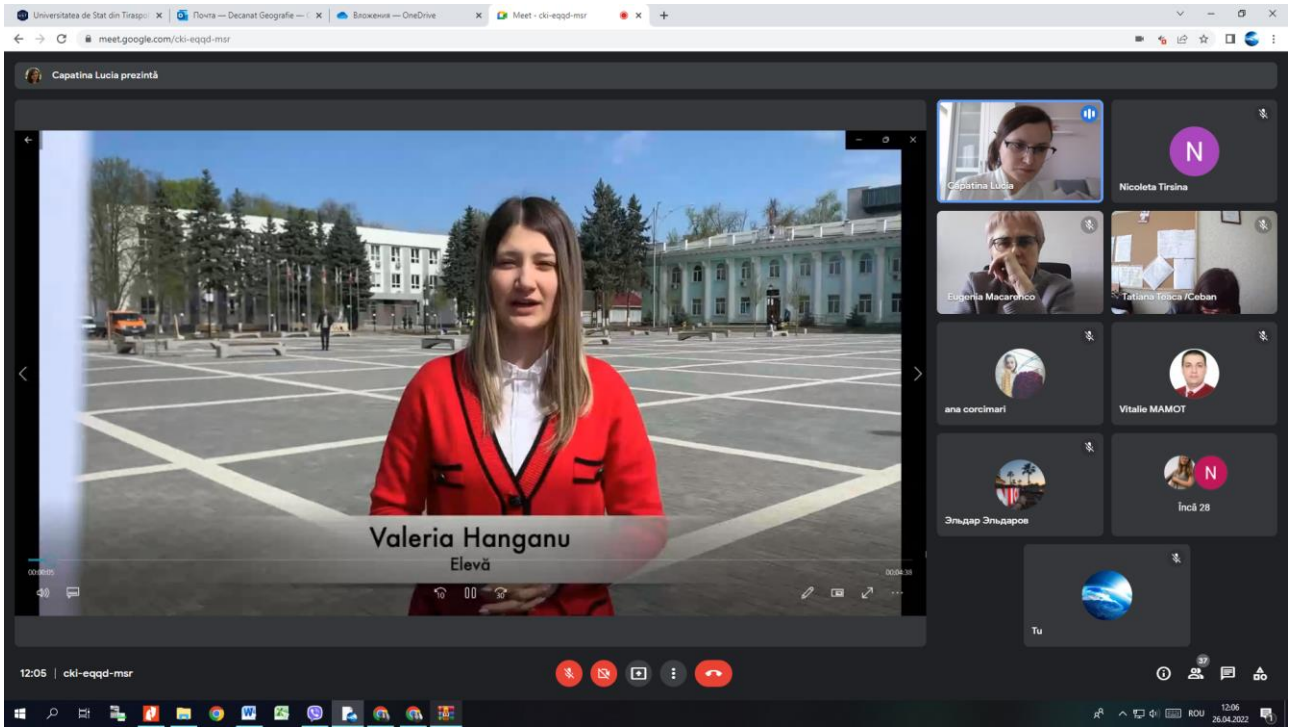 Universitatea de Stat din Tiraspol
Почта — Decanat Geografie —
Вложения — OneDrive
Meet - cki-eqqd-msr
meet.google.com/cki-eqqd-msr
Capatina Lucia prezintă
Capatina Lucia
N
Nicoleta Tirsina
Eugenia Macarenco
Tatiana Teaca /Ceban
ana corcimari
Vitalie MAMOT
Эльдар Эльдаров
N
Încă 28
Tu
Valeria Hanganu
Elevă
00:00:05
00:04:38
10
30
12:05 | cki-eqqd-msr
37
ROU
12:06
26.04.2022